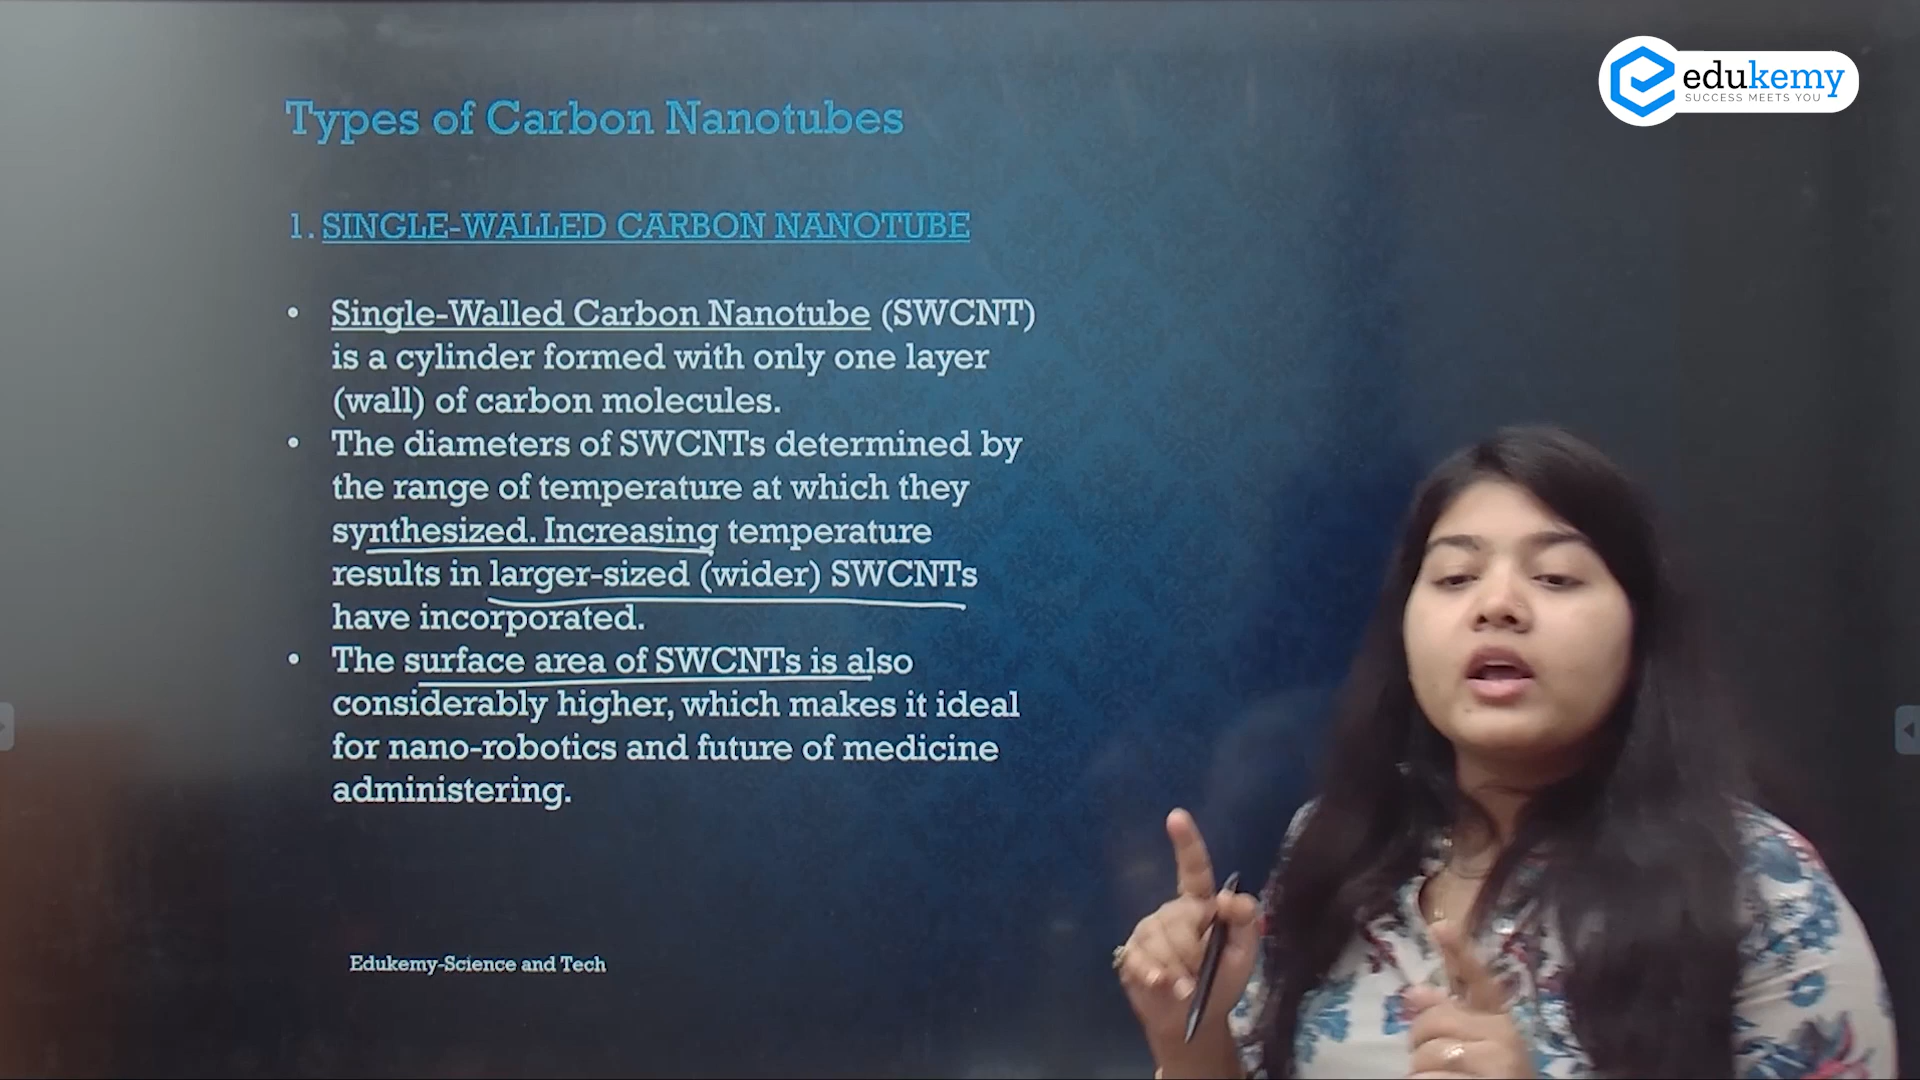 edukemy
SUCCESS MEETS YOU
Types of Carbon Nanotubes
1. SINGLE-WALLED CARBON NANOTUBE
• Single-Walled Carbon Nanotube (SWCNT)
is a cylinder formed with only one layer
(wall) of carbon molecules.
• The diameters of SWCNTs determined by
the range of temperature at which they
synthesized. Increasing temperature
results in larger-sized (wider) SWCNTs
have incorporated.
• The surface area of SWCNTs is also
considerably higher, which makes it ideal
for nano-robotics and future of medicine
administering.
Edukemy-Science and Tech